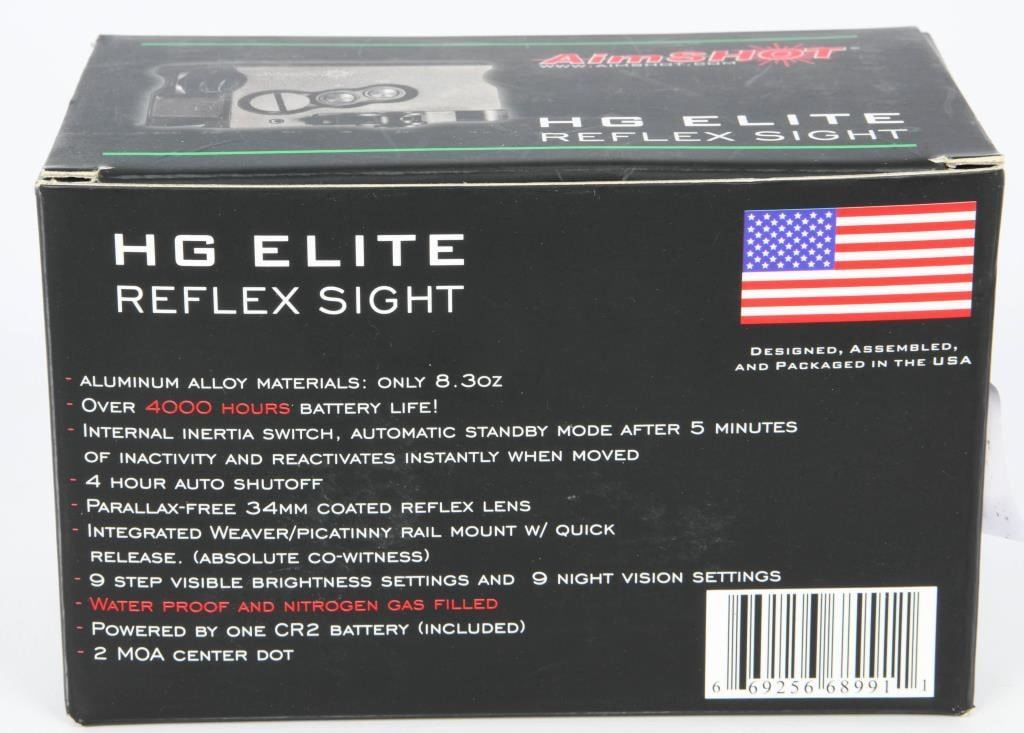 AimSHOT
WWW.AIMSHOT.COM
HG ELITE
REFLEX SIGHT
HG ELITE
REFLEX SIGHT
DESIGNED, ASSEMBLED,
AND PACKAGED IN THE USA
- ALUMINUM ALLOY MATERIALS: ONLY 8.3OZ
- OVER 4000 HOURS BATTERY LIFE!
- INTERNAL INERTIA SWITCH, AUTOMATIC STANDBY MODE AFTER 5 MINUTES
OF INACTIVITY AND REACTIVATES INSTANTLY WHEN MOVED
- 4 HOUR AUTO SHUTOFF
- PARALLAX-FREE 34MM COATED REFLEX LENS
- INTEGRATED WEAVER/PICATINNY RAIL MOUNT W/ QUICK
RELEASE. (ABSOLUTE CO-WITNESS)
- 9 STEP VISIBLE BRIGHTNESS SETTINGS AND 9 NIGHT VISION SETTINGS
- WATER PROOF AND NITROGEN GAS FILLED
- POWERED BY ONE CR2 BATTERY (INCLUDED)
- 2 MOA CENTER DOT
6 69256 68991 1